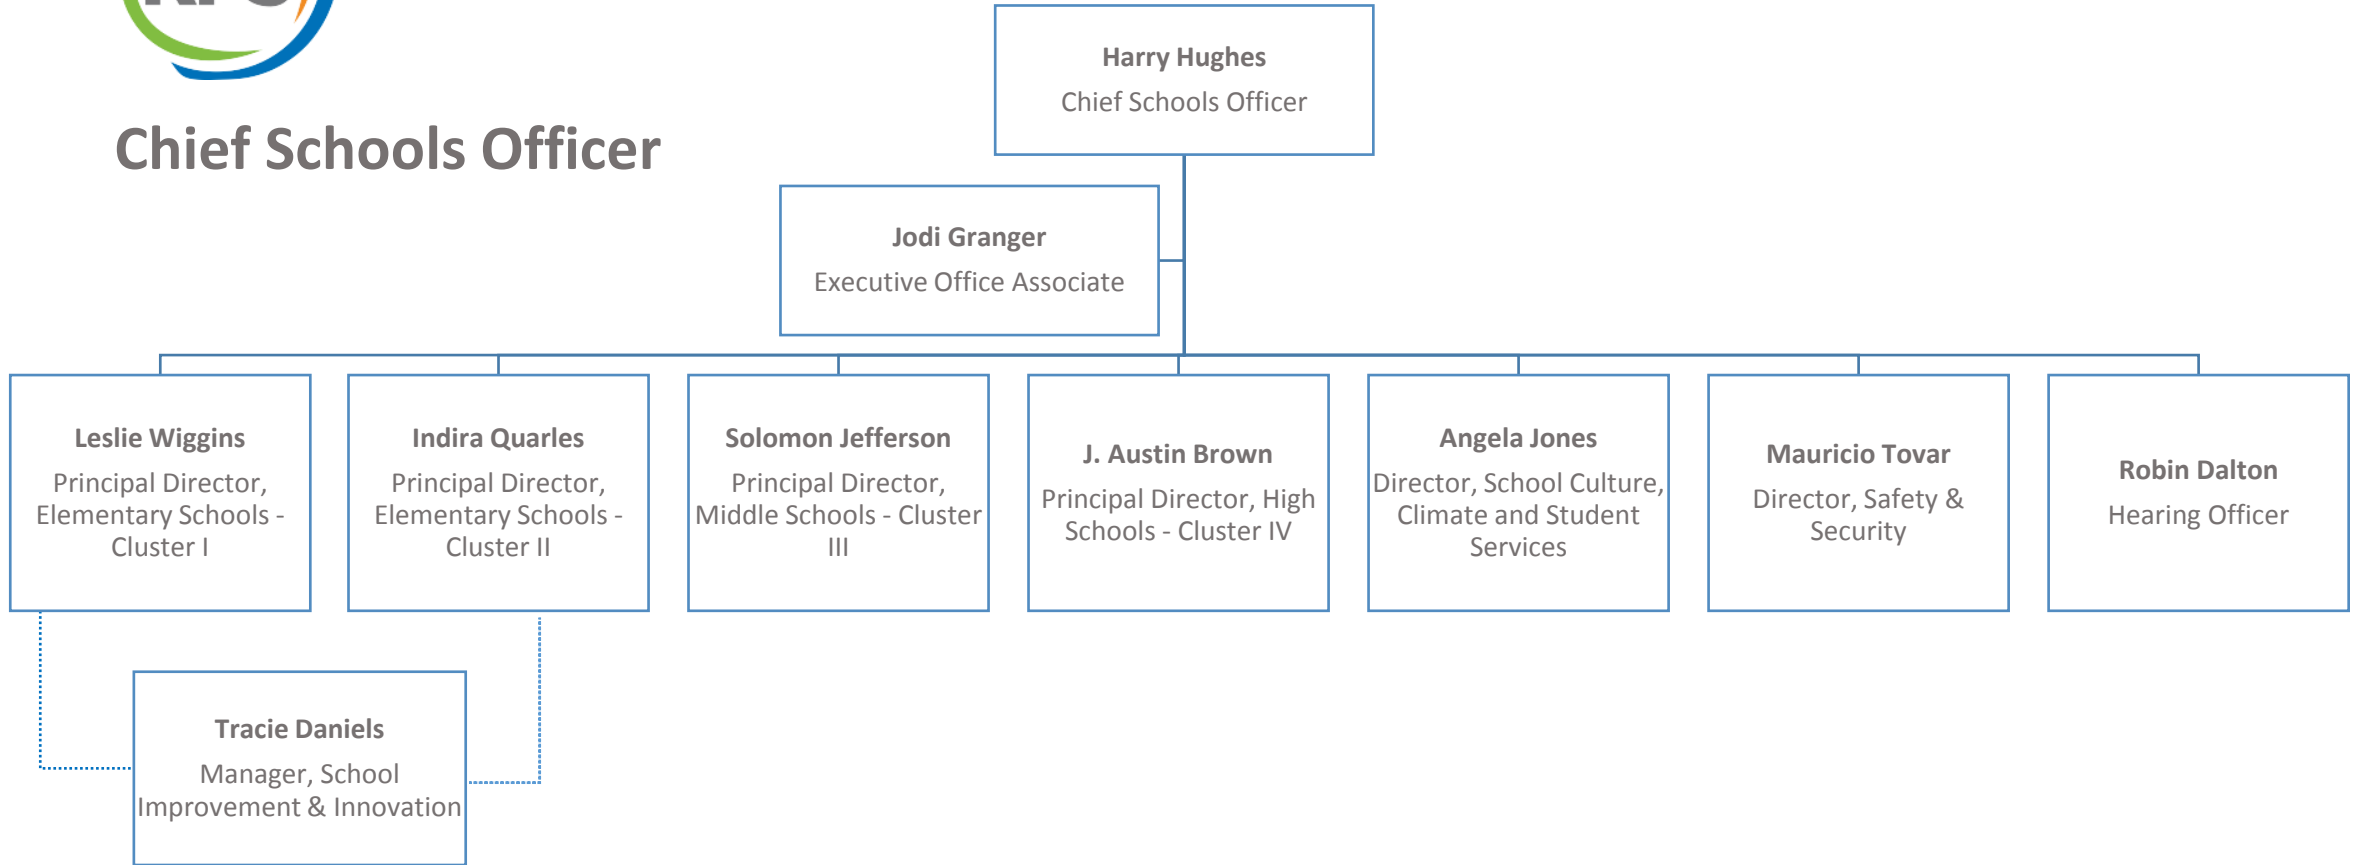 Chief Schools Officer
Harry Hughes
Chief Schools Officer
Jodi Granger
Executive Office Associate
Leslie Wiggins
Principal Director,
Elementary Schools -
Cluster I
Indira Quarles
Principal Director,
Elementary Schools -
Cluster II
Solomon Jefferson
Principal Director,
Middle Schools - Cluster
III
J. Austin Brown
Principal Director, High
Schools - Cluster IV
Angela Jones
Director, School Culture,
Climate and Student
Services
Mauricio Tovar
Director, Safety &
Security
Robin Dalton
Hearing Officer
Tracie Daniels
Manager, School
Improvement & Innovation